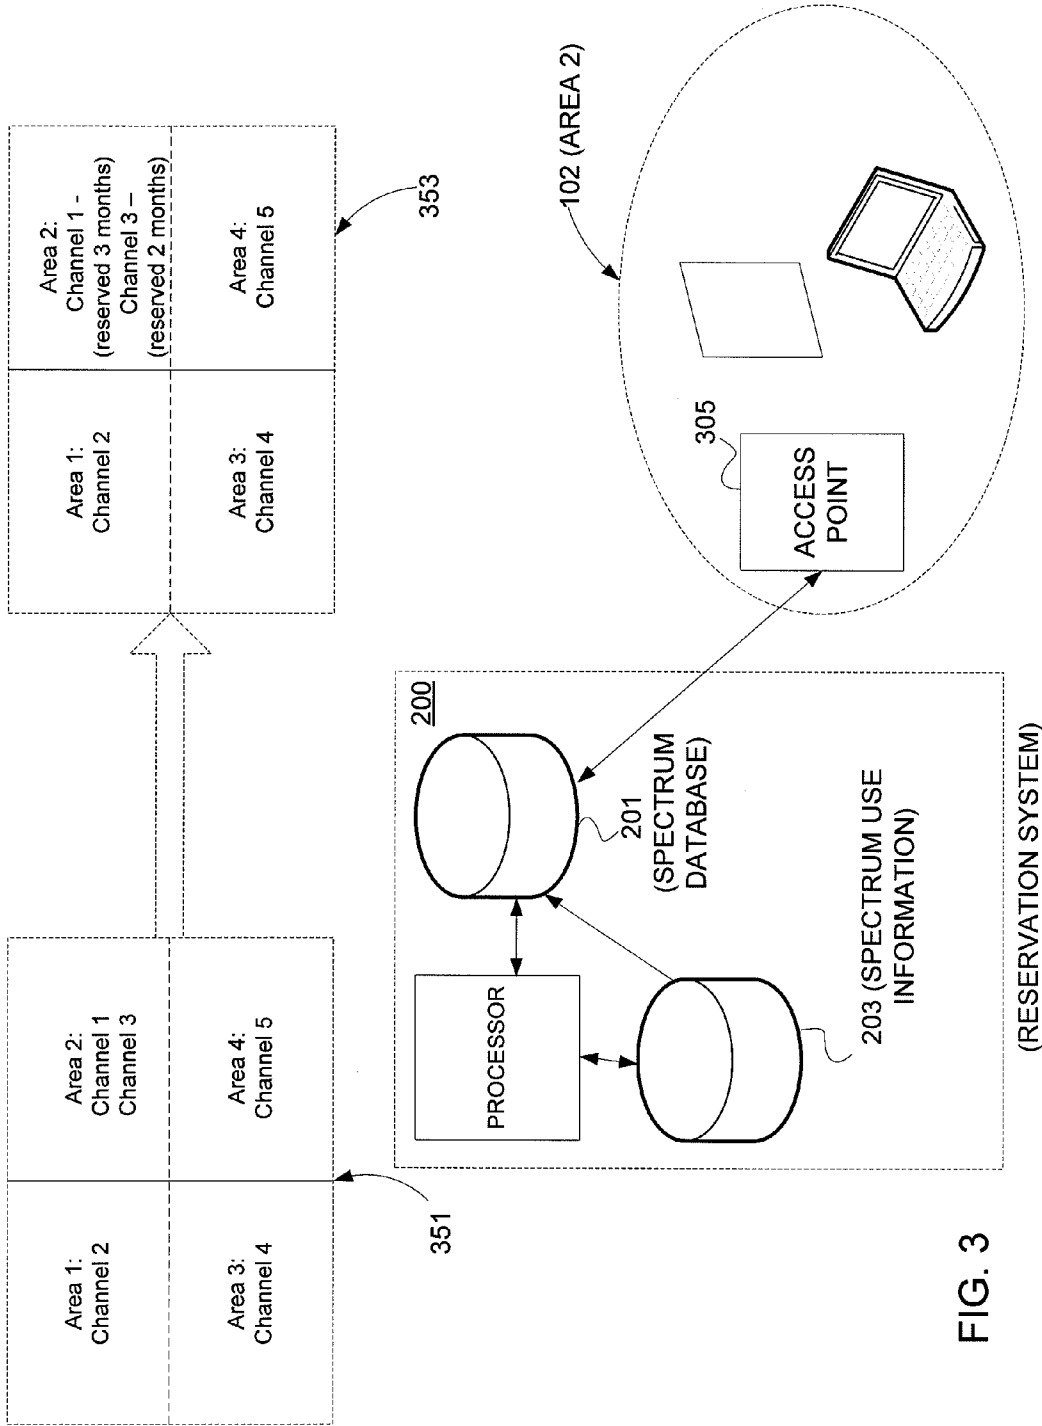 Area 1:
Channel 2
Area 2:
Channel 1
Channel 3
Area 3:
Channel 4
Area 4:
Channel 5
351
Area 1:
Channel 2
Area 2:
Channel 1 -
(reserved 3 months)
Channel 3 –
(reserved 2 months)
Area 3:
Channel 4
Area 4:
Channel 5
353
200
PROCESSOR
201
(SPECTRUM
DATABASE)
203 (SPECTRUM USE
INFORMATION)
(RESERVATION SYSTEM)
102 (AREA 2)
305
ACCESS
POINT
FIG. 3